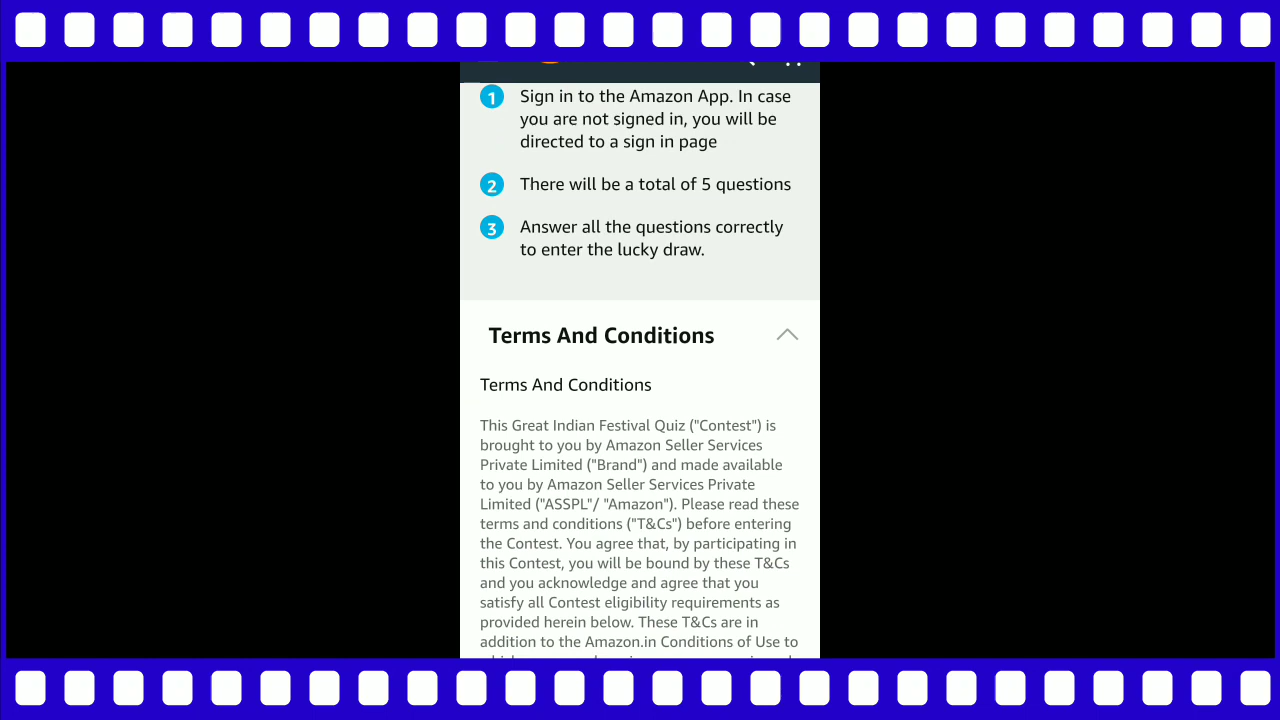 1 Sign in to the Amazon App. In case
you are not signed in, you will be
directed to a sign in page
2 There will be a total of 5 questions
3 Answer all the questions correctly
to enter the lucky draw.
Terms And Conditions
Terms And Conditions
This Great Indian Festival Quiz ("Contest") is
brought to you by Amazon Seller Services
Private Limited ("Brand") and made available
to you by Amazon Seller Services Private
Limited ("ASSPL"/ "Amazon"). Please read these
terms and conditions ("T&Cs") before entering
the Contest. You agree that, by participating in
this Contest, you will be bound by these T&Cs
and you acknowledge and agree that you
satisfy all Contest eligibility requirements as
provided herein below. These T&Cs are in
addition to the Amazon.in Conditions of Use to